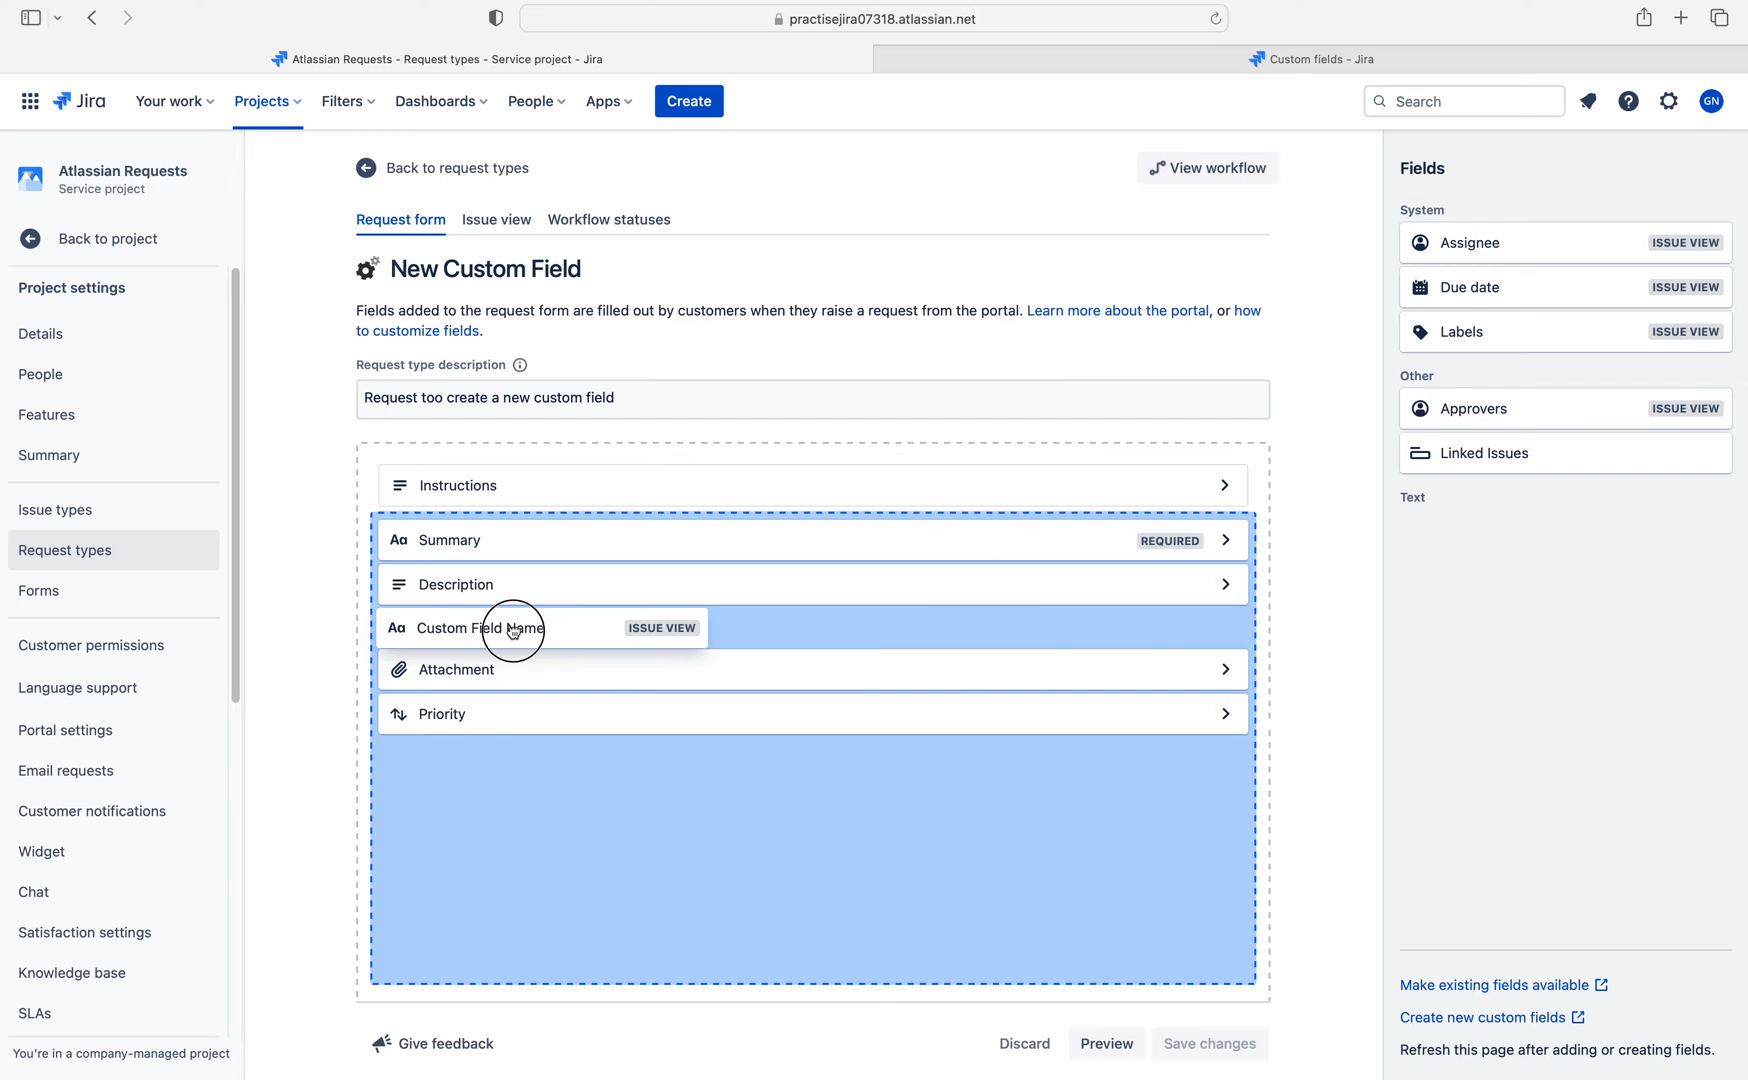 practisejira07318.atlassian.net
Atlassian Requests - Request types - Service project - Jira
Custom fields - Jira
Jira
Your work
Projects
Filters
Dashboards
People
Apps
Create
Search
GN
Atlassian Requests
Service project
Back to project
Project settings
Details
People
Features
Summary
Issue types
Request types
Forms
Customer permissions
Language support
Portal settings
Email requests
Customer notifications
Widget
Chat
Satisfaction settings
Knowledge base
SLAs
You're in a company-managed project
Back to request types
View workflow
Request form
Issue view
Workflow statuses
New Custom Field
Fields added to the request form are filled out by customers when they raise a request from the portal. Learn more about the portal, or how
to customize fields.
Request type description
Request too create a new custom field
Instructions
Aa Summary REQUIRED
Description
Aa Custom Field Name ISSUE VIEW
Attachment
Priority
Give feedback
Discard
Preview
Save changes
Fields
System
Assignee ISSUE VIEW
Due date ISSUE VIEW
Labels ISSUE VIEW
Other
Approvers ISSUE VIEW
Linked Issues
Text
Make existing fields available
Create new custom fields
Refresh this page after adding or creating fields.